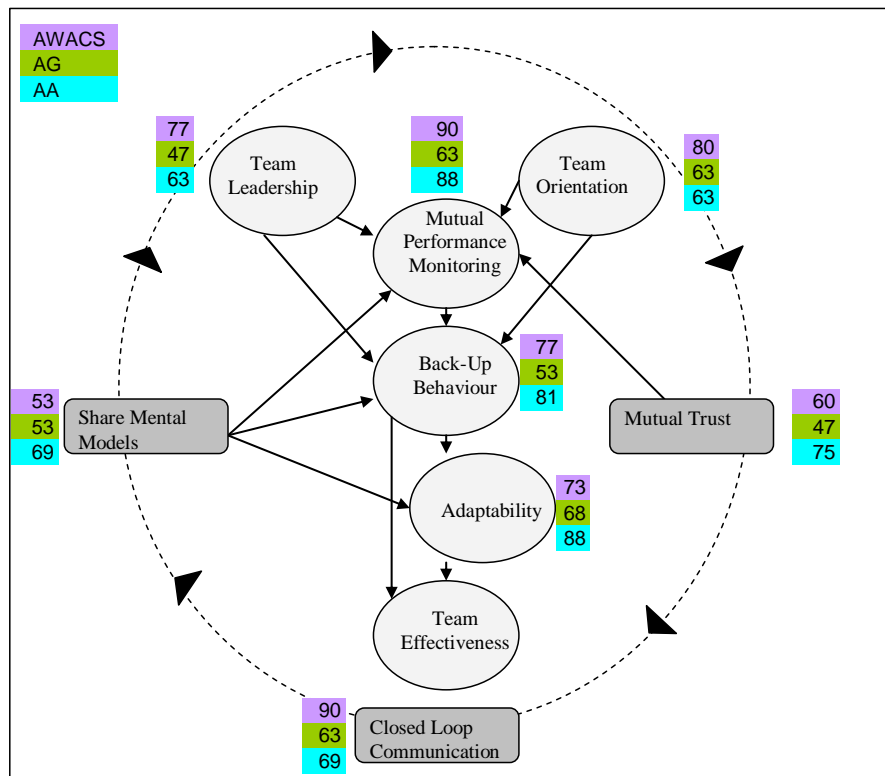 AWACS
AG
AA
77
47
63
Team
Leadership
90
63
88
Mutual
Performance
Monitoring
Team
Orientation
80
63
63
Back-Up
Behaviour
77
53
81
53
53
69
Share Mental
Models
Mutual Trust
60
47
75
Adaptability
73
68
88
Team
Effectiveness
90
63
69
Closed Loop
Communication